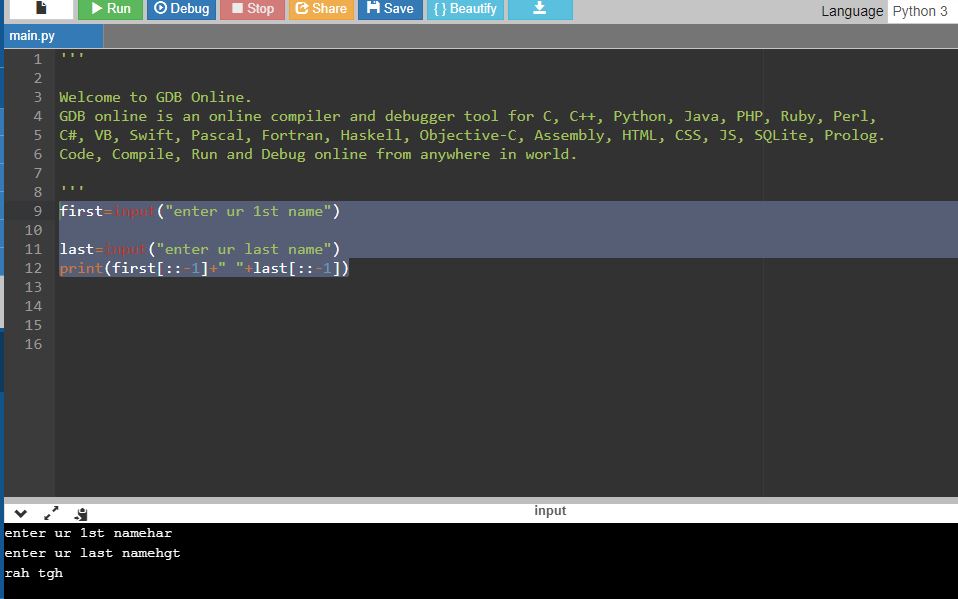 Run Debug Stop Share Save { } Beautify
Language Python 3
main.py
1 '''
2
3 Welcome to GDB Online.
4 GDB online is an online compiler and debugger tool for C, C++, Python, Java, PHP, Ruby, Perl,
5 C#, VB, Swift, Pascal, Fortran, Haskell, Objective-C, Assembly, HTML, CSS, JS, SQLite, Prolog.
6 Code, Compile, Run and Debug online from anywhere in world.
7
8 '''
9 first=input("enter ur 1st name")
10
11 last=input("enter ur last name")
12 print(first[::-1]+" "+last[::-1])
13
14
15
16
input
enter ur 1st namehar
enter ur last namehgt
rah tgh